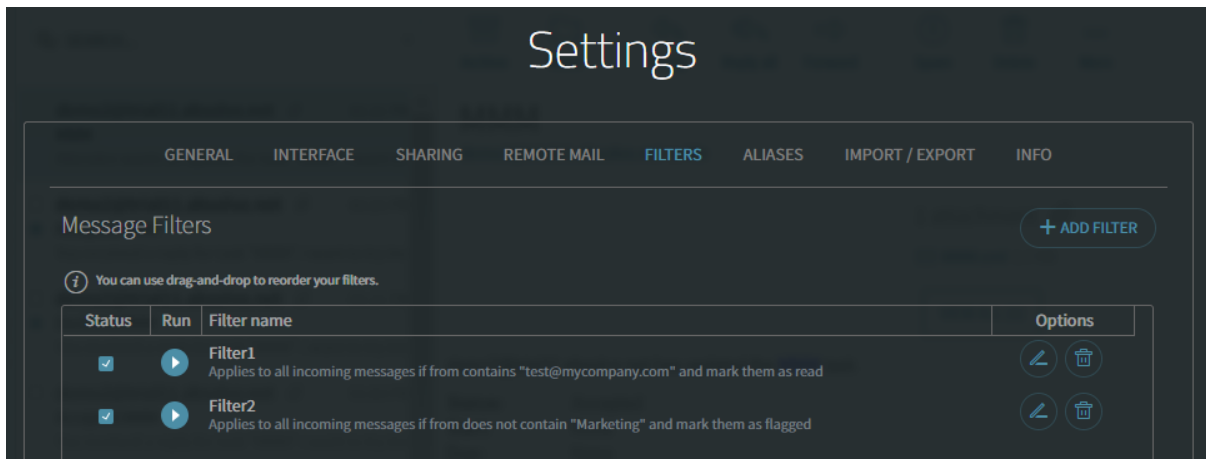 Settings
GENERAL INTERFACE SHARING REMOTE MAIL FILTERS ALIASES IMPORT / EXPORT INFO
Message Filters
+ ADD FILTER
i You can use drag-and-drop to reorder your filters.
Status Run Filter name Options
Filter1
Applies to all incoming messages if from contains "test@mycompany.com" and mark them as read
Filter2
Applies to all incoming messages if from does not contain "Marketing" and mark them as flagged